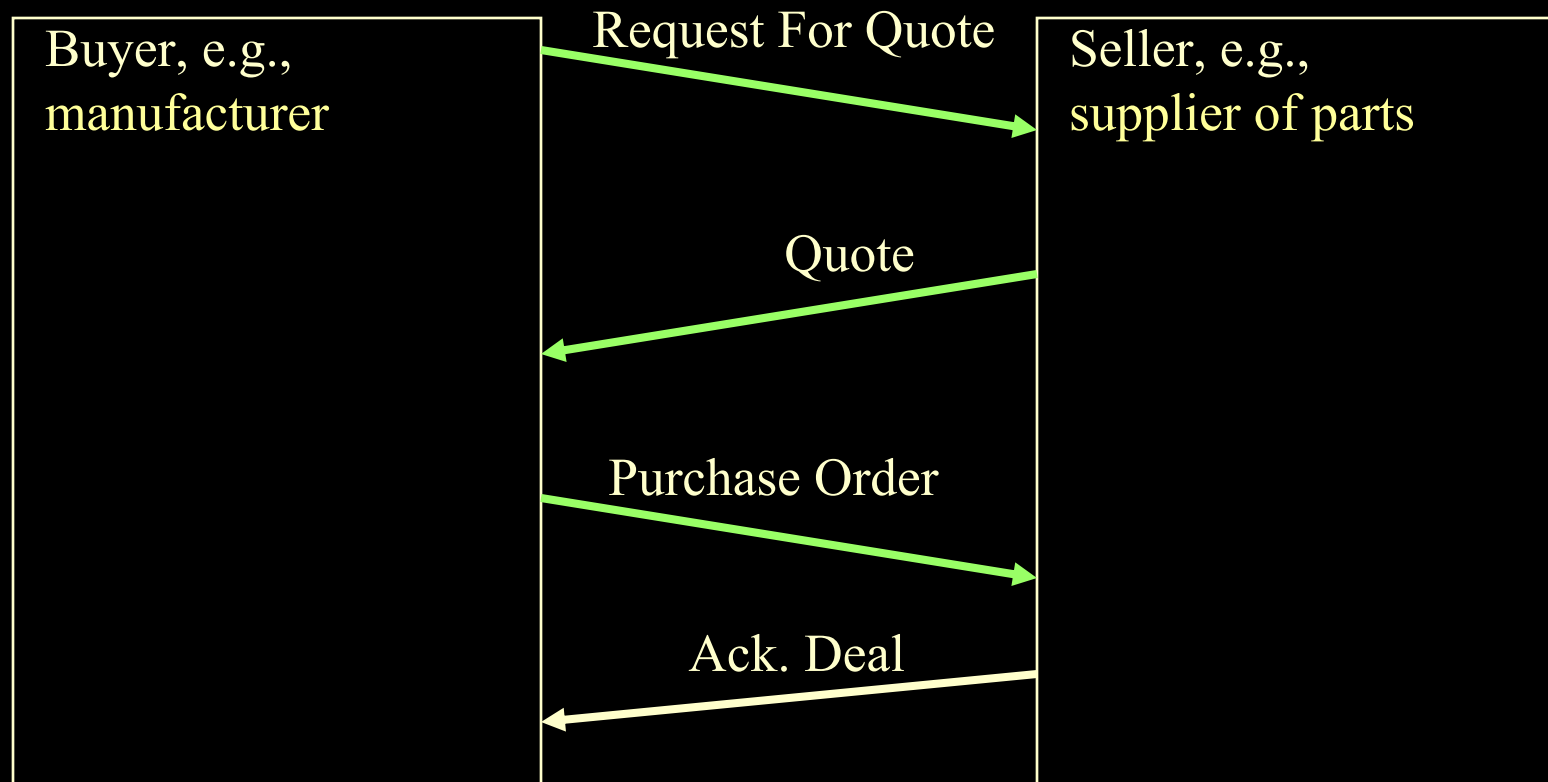 Buyer, e.g.,
manufacturer
Request For Quote
Seller, e.g.,
supplier of parts
Quote
Purchase Order
Ack. Deal